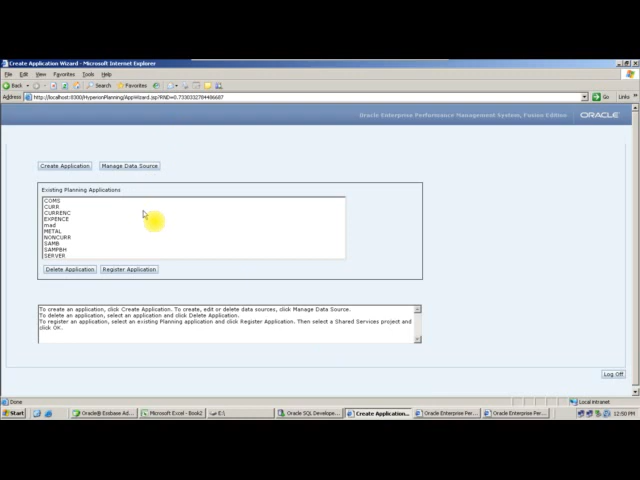 Create Application Wizard - Microsoft Internet Explorer
File Edit View Favorites Tools Help
Back Search Favorites
Address http://localhost:8300/HyperionPlanning/AppWizard.jsp?RND=0.7330332794486687 Go Links
Oracle Enterprise Performance Management System, Fusion Edition ORACLE
Create Application Manage Data Source
Existing Planning Applications
COMS
CURR
CURRENC
EXPENCE
mad
METAL
NONCURR
SAMB
SAMPBH
SERVER
Delete Application Register Application
To create an application, click Create Application. To create, edit or delete data sources, click Manage Data Source.
To delete an application, select an application and click Delete Application.
To register an application, select an existing Planning application and click Register Application. Then select a Shared Services project and
click OK.
Log Off
Done Local intranet
Start Oracle® Essbase Ad... Microsoft Excel - Book2 E:\ Oracle SQL Develope... Create Application... Oracle Enterprise Per... Oracle Enterprise Per... 12:50 PM